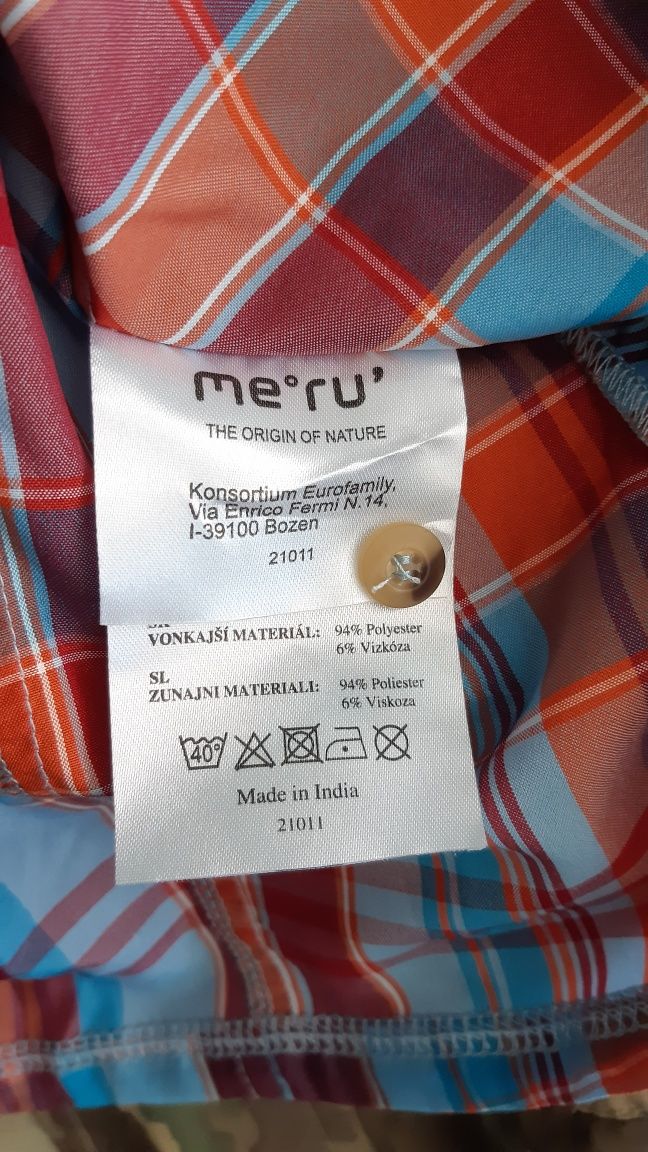 me°ru'
THE ORIGIN OF NATURE
Konsortium Eurofamily,
Via Enrico Fermi N.14,
I-39100 Bozen
21011
VONKAJŠÍ MATERIÁL: 94% Polyester
6% Vizkóza
SL
ZUNAJNI MATERIALI: 94% Poliester
6% Viskoza
40°
Made in India
21011